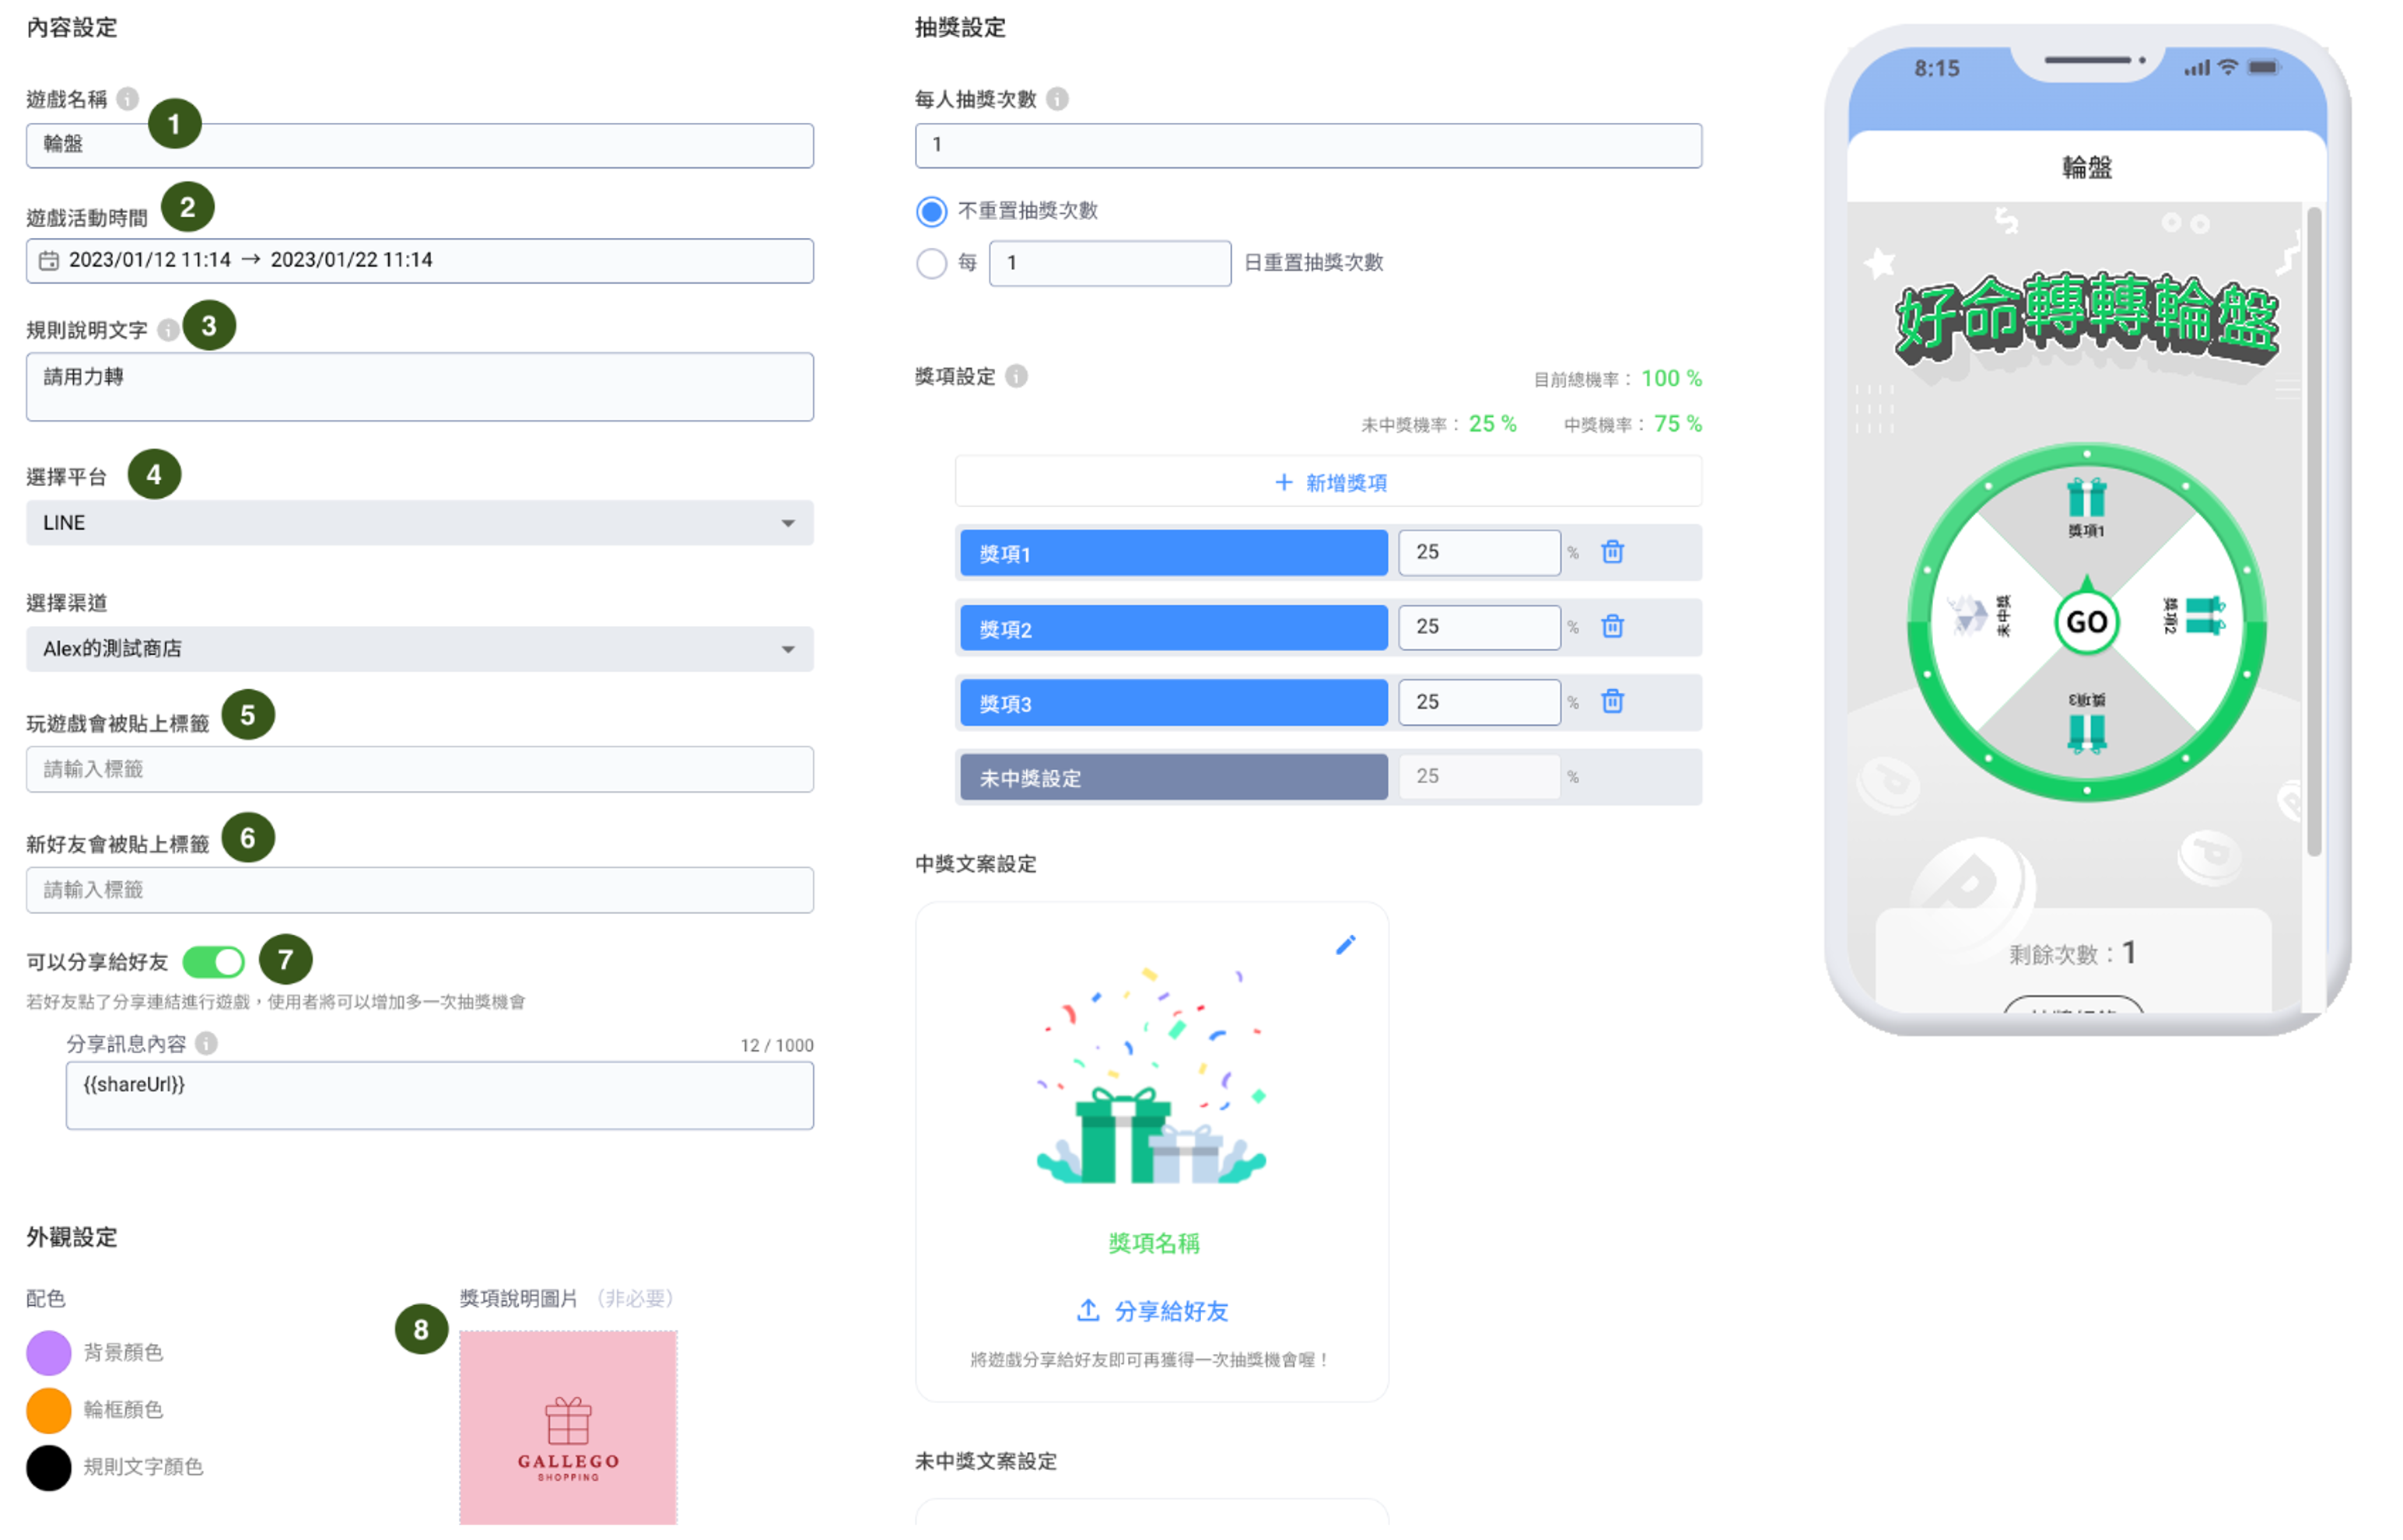 內容設定
遊戲名稱
1
輪盤
遊戲活動時間
2
2023/01/12 11:14 → 2023/01/22 11:14
規則說明文字
3
請用力轉
選擇平台
4
LINE
選擇渠道
Alex的測試商店
玩遊戲會被貼上標籤
5
請輸入標籤
新好友會被貼上標籤
6
請輸入標籤
可以分享給好友
7
若好友點了分享連結進行遊戲，使用者將可以增加多一次抽獎機會
分享訊息內容
12 / 1000
{{shareUrl}}
外觀設定
配色
背景顏色
輪框顏色
規則文字顏色
8
獎項說明圖片 （非必要）
GALLEGO
SHOPPING
抽獎設定
每人抽獎次數
1
不重置抽獎次數
每 1 日重置抽獎次數
獎項設定
目前總機率： 100 %
未中獎機率： 25 % 中獎機率： 75 %
+ 新增獎項
獎項1 25 %
獎項2 25 %
獎項3 25 %
未中獎設定 25 %
中獎文案設定
獎項名稱
分享給好友
將遊戲分享給好友即可再獲得一次抽獎機會喔！
未中獎文案設定
8:15
輪盤
好命轉轉輪盤
獎項1
未中獎
GO
獎項2
獎項3
剩餘次數：1